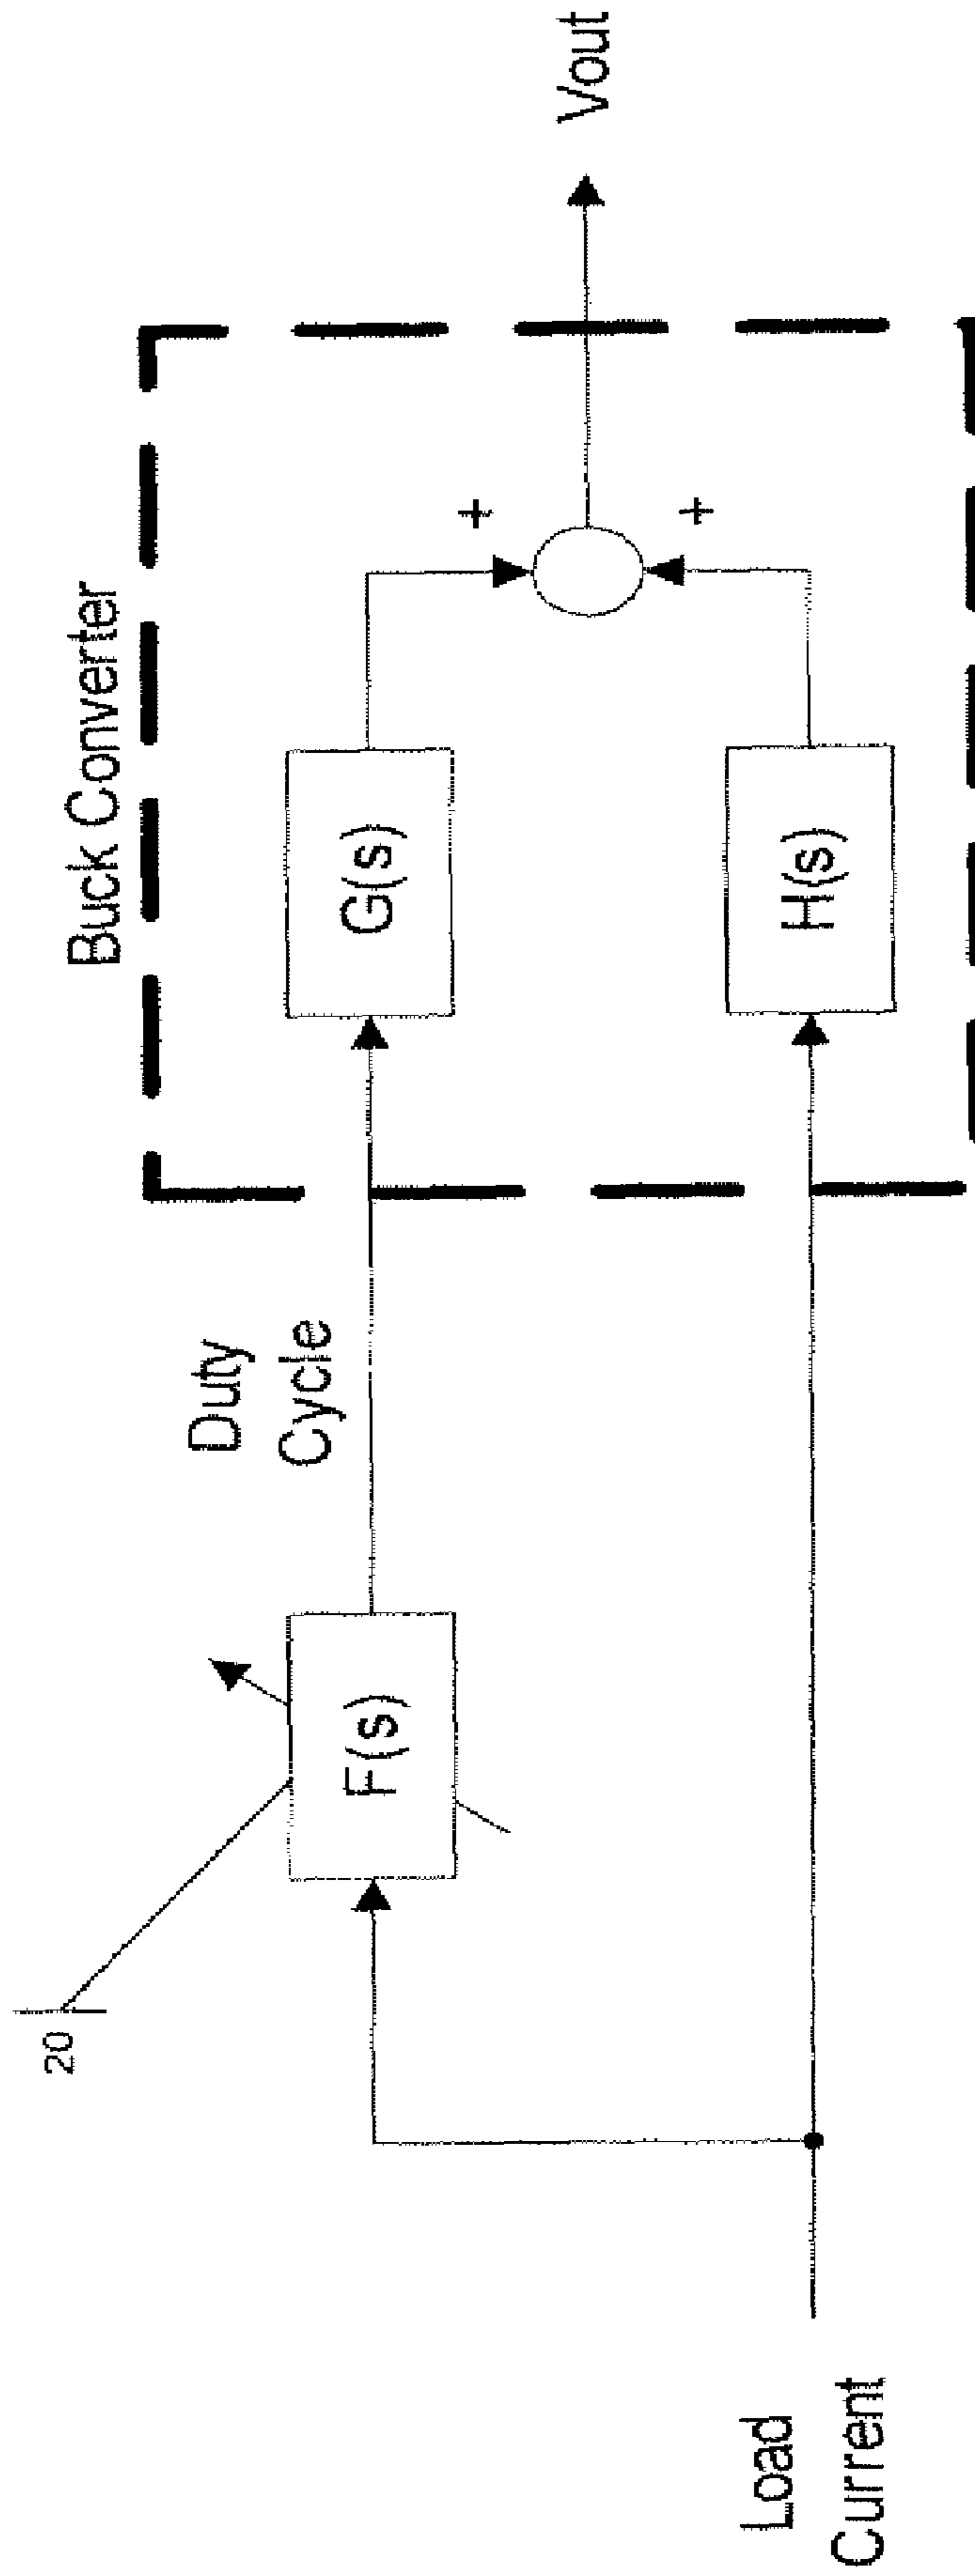 Buck Converter
20
F(s)
Duty
Cycle
G(s)
+
Vout
+
H(s)
Load
Current